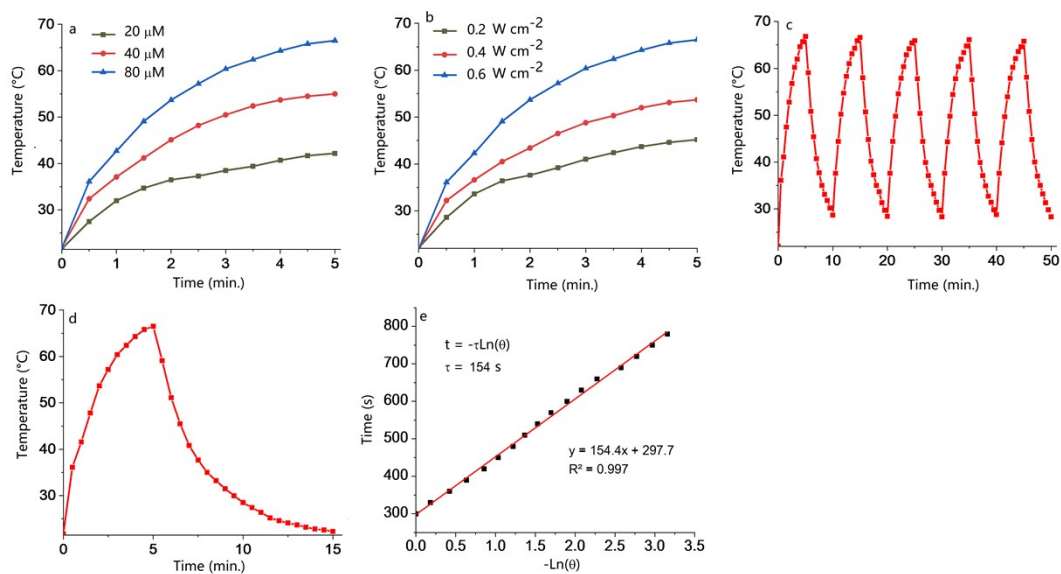 a
20 μM
40 μM
80 μM
70
60
50
40
30
0
1
2
3
4
5
Temperature (°C)
Time (min.)
b
0.2 W cm-2
0.4 W cm-2
0.6 W cm-2
70
60
50
40
30
0
1
2
3
4
5
Temperature (°C)
Time (min.)
c
70
60
50
40
30
0
10
20
30
40
50
Temperature (°C)
Time (min.)
d
70
60
50
40
30
0
5
10
15
Temperature (°C)
Time (min.)
e
t = -τLn(θ)
τ = 154 s
y = 154.4x + 297.7
R² = 0.997
800
700
600
500
400
300
0.0
0.5
1.0
1.5
2.0
2.5
3.0
3.5
Time (s)
-Ln(θ)